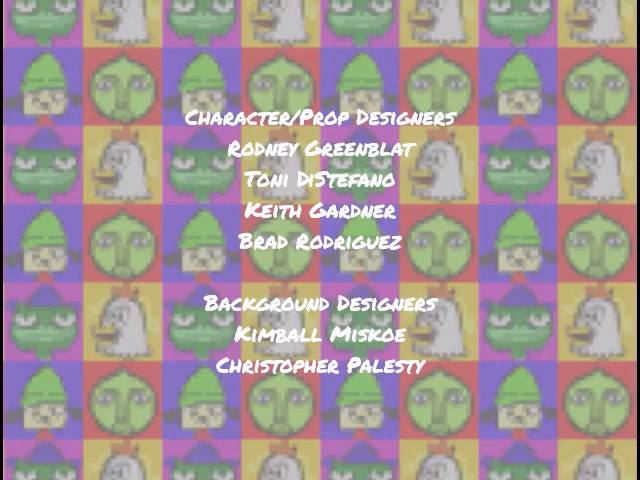 Character/Prop Designers
Rodney Greenblat
Toni DiStefano
Keith Gardner
Brad Rodriguez
Background Designers
Kimball Miskoe
Christopher Palesty